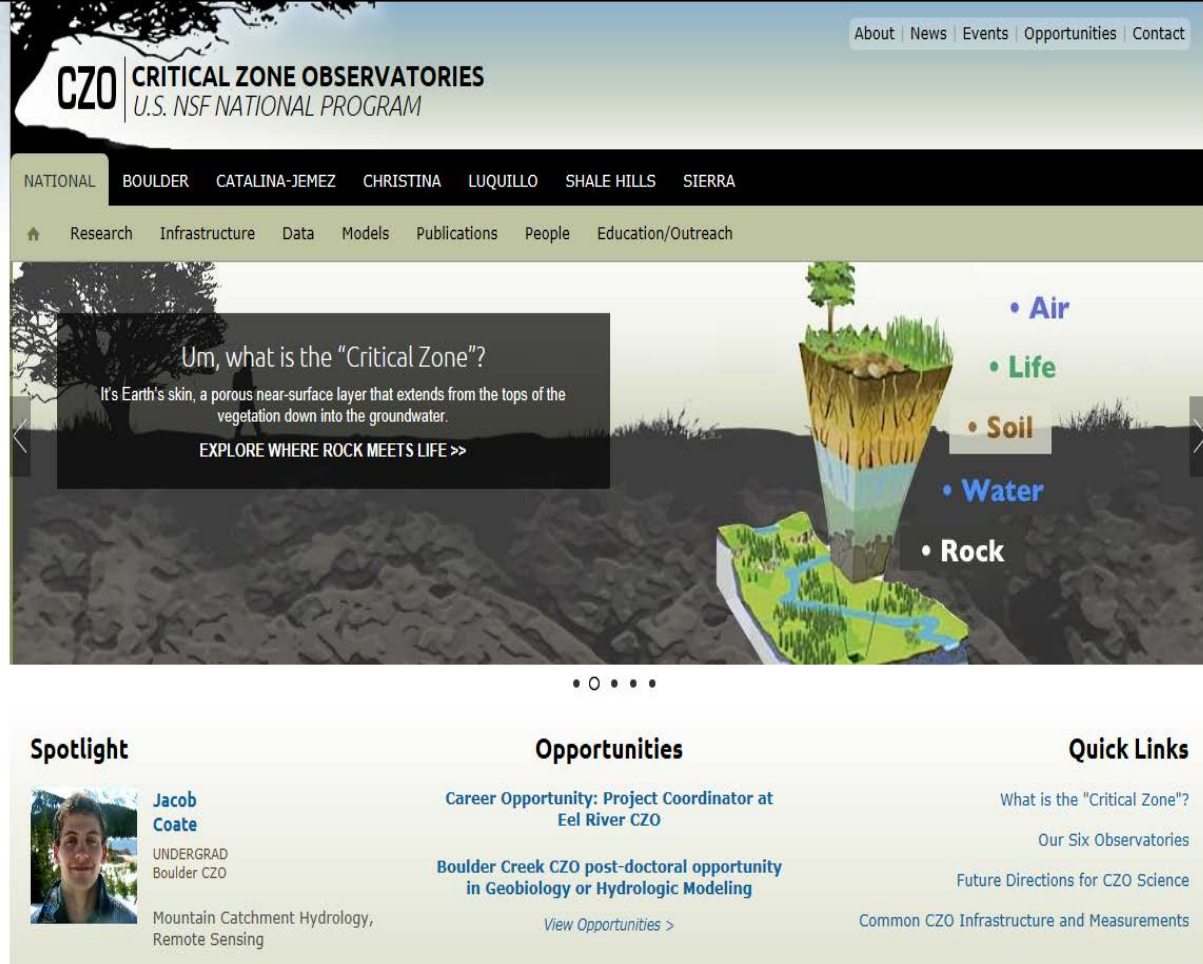 About | News | Events | Opportunities | Contact
CZO
CRITICAL ZONE OBSERVATORIES
U.S. NSF NATIONAL PROGRAM
NATIONAL BOULDER CATALINA-JEMEZ CHRISTINA LUQUILLO SHALE HILLS SIERRA
Research Infrastructure Data Models Publications People Education/Outreach
Um, what is the “Critical Zone”?
It’s Earth’s skin, a porous near-surface layer that extends from the tops of the
vegetation down into the groundwater.
EXPLORE WHERE ROCK MEETS LIFE >>
• Air
• Life
• Soil
• Water
• Rock
Spotlight
Jacob
Coate
UNDERGRAD
Boulder CZO
Mountain Catchment Hydrology,
Remote Sensing
Opportunities
Career Opportunity: Project Coordinator at
Eel River CZO
Boulder Creek CZO post-doctoral opportunity
in Geobiology or Hydrologic Modeling
View Opportunities >
Quick Links
What is the "Critical Zone"?
Our Six Observatories
Future Directions for CZO Science
Common CZO Infrastructure and Measurements